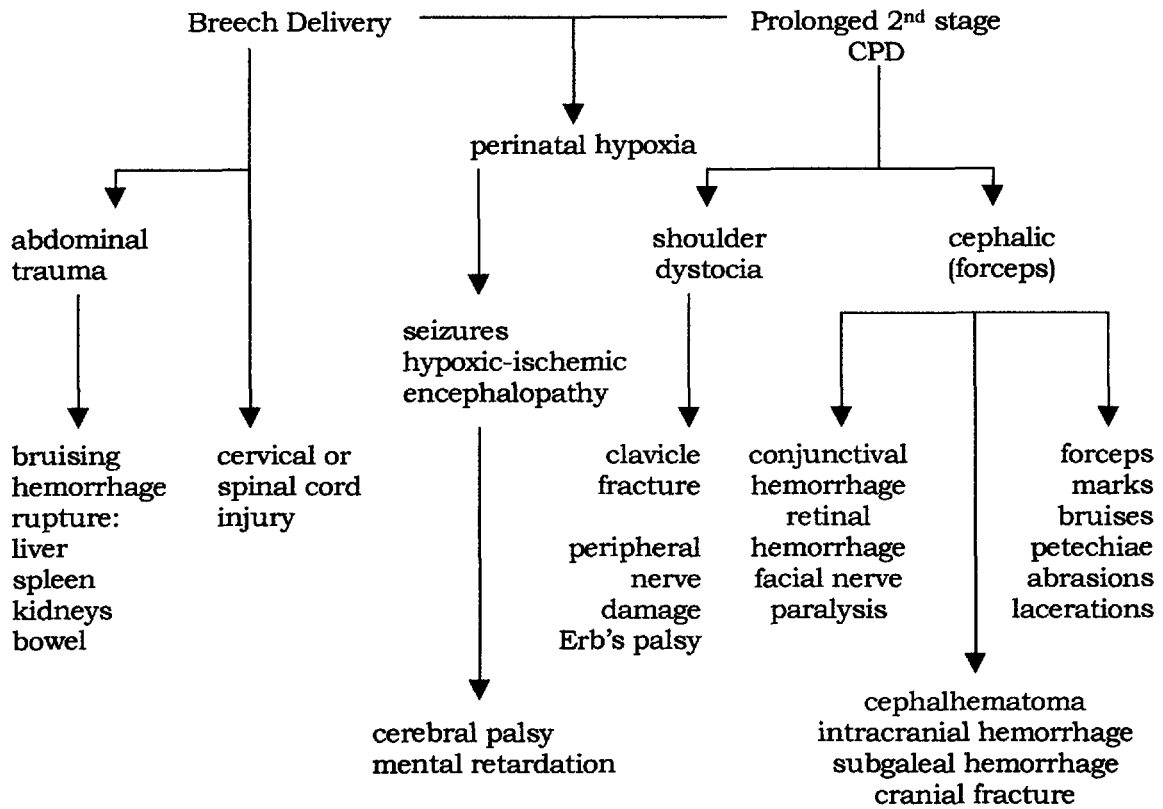 Breech Delivery
Prolonged 2nd stage
CPD
perinatal hypoxia
abdominal
trauma
shoulder
dystocia
cephalic
(forceps)
seizures
hypoxic-ischemic
encephalopathy
bruising
hemorrhage
rupture:
liver
spleen
kidneys
bowel
cervical or
spinal cord
injury
clavicle
fracture
peripheral
nerve
damage
Erb's palsy
conjunctival
hemorrhage
retinal
hemorrhage
facial nerve
paralysis
forceps
marks
bruises
petechiae
abrasions
lacerations
cerebral palsy
mental retardation
cephalhematoma
intracranial hemorrhage
subgaleal hemorrhage
cranial fracture